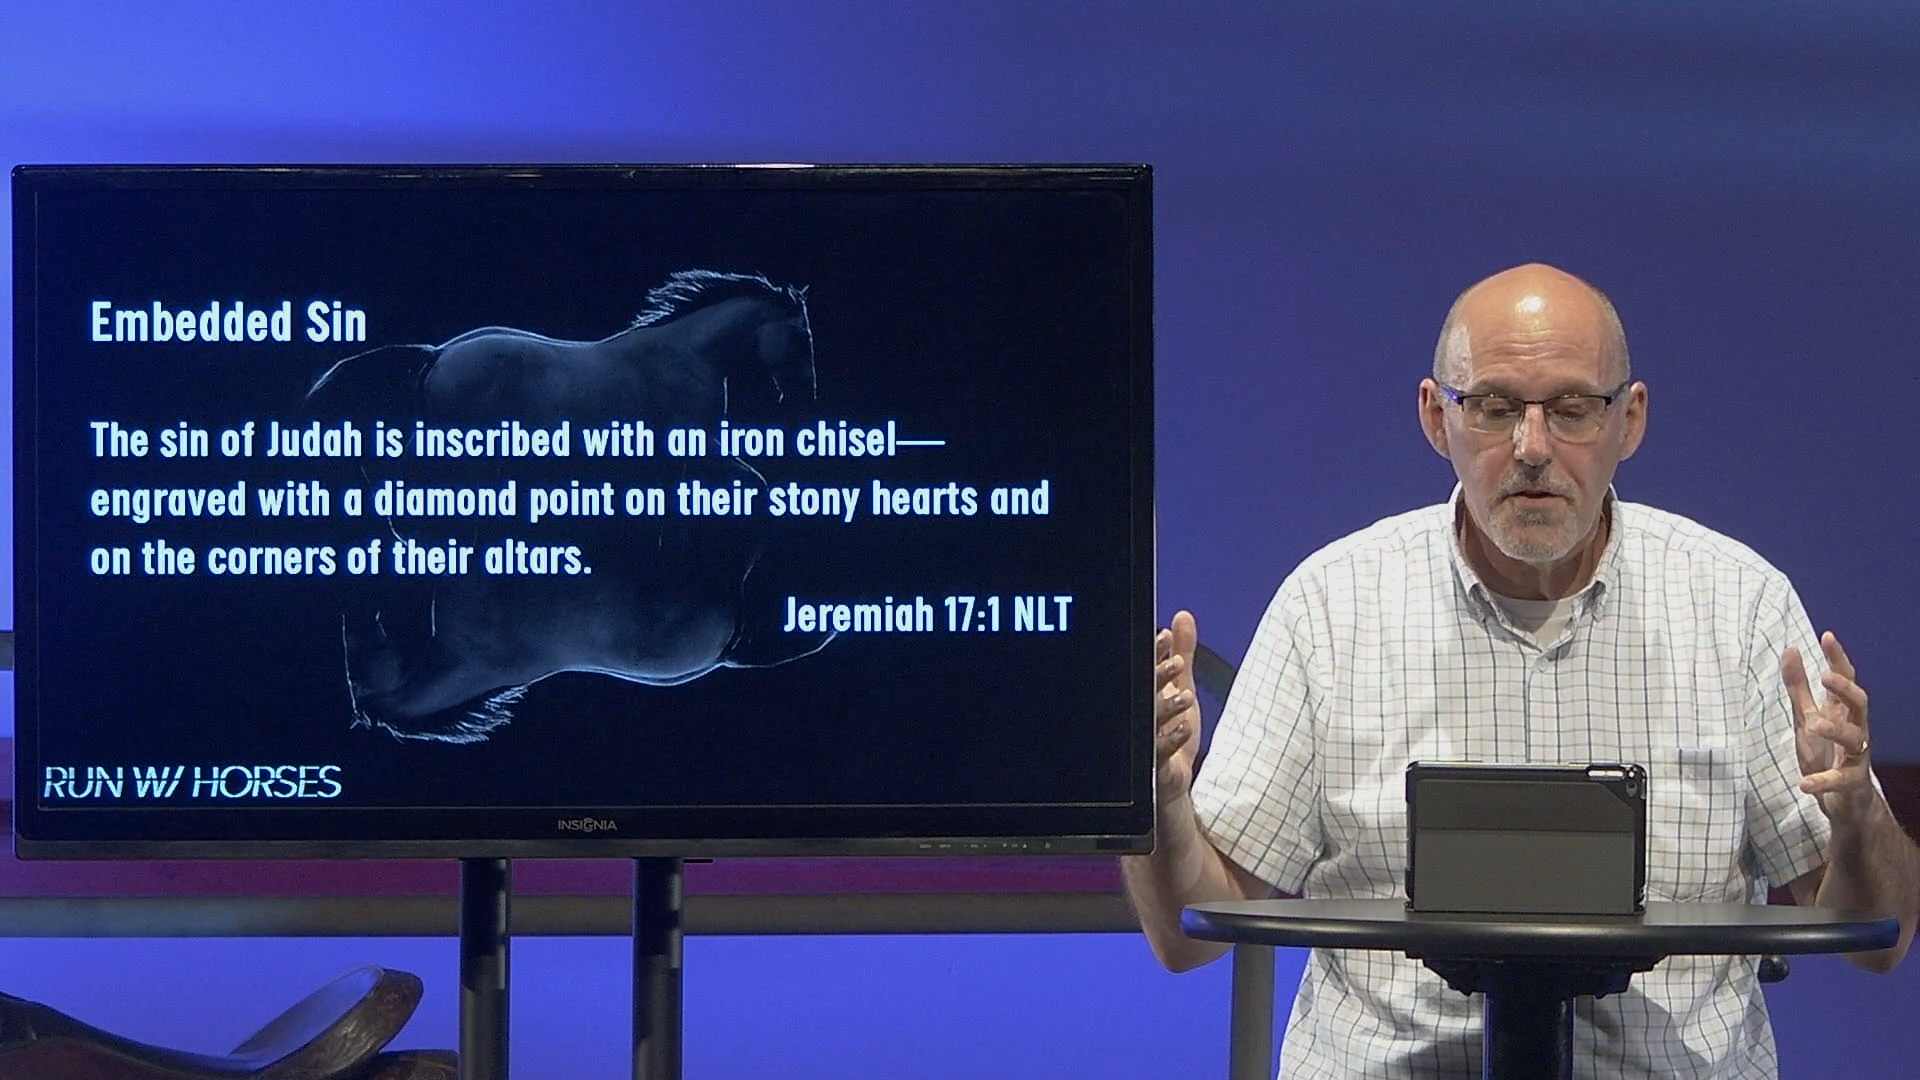 Embedded Sin
The sin of Judah is inscribed with an iron chisel—
engraved with a diamond point on their stony hearts and
on the corners of their altars.
Jeremiah 17:1 NLT
RUN W/ HORSES
INSIGNIA